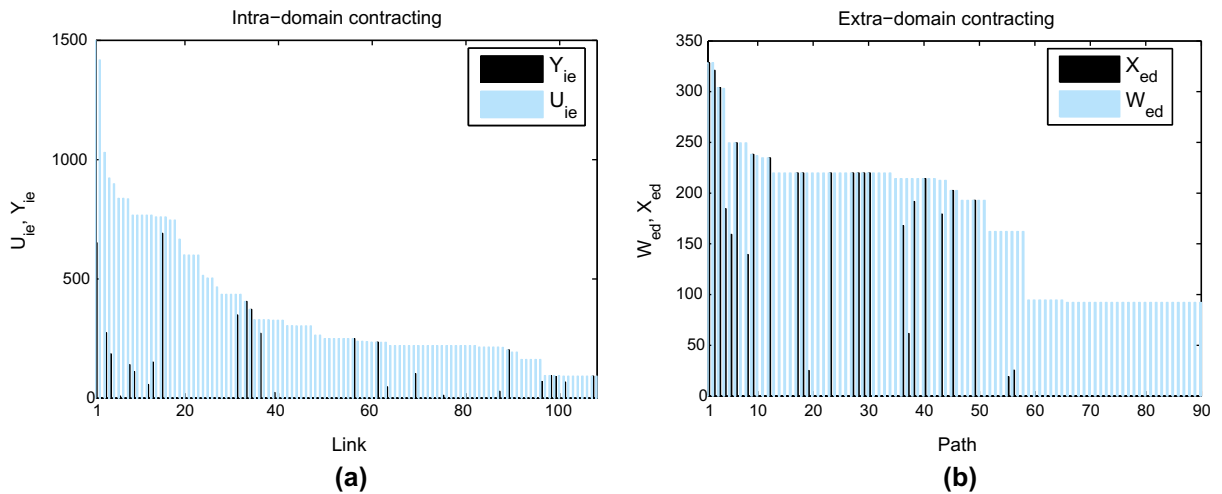 Intra−domain contracting
1500
1000
500
0
U_ie, Y_ie
Y_ie
U_ie
1 20 40 60 80 100
Link
(a)
Extra−domain contracting
350
300
250
200
150
100
50
0
W_ed, X_ed
X_ed
W_ed
1 10 20 30 40 50 60 70 80 90
Path
(b)